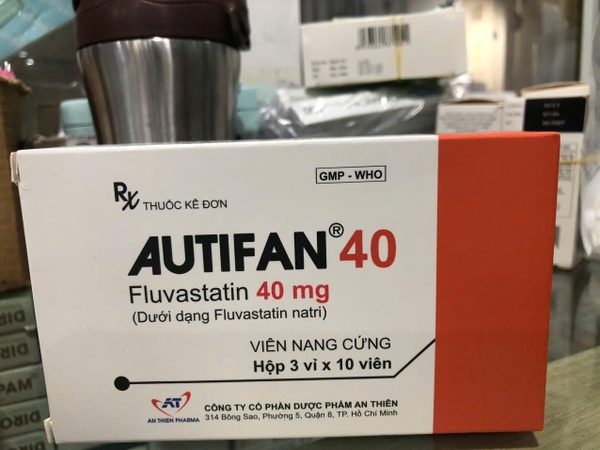 Rx THUỐC KÊ ĐƠN
GMP - WHO
AUTIFAN® 40
Fluvastatin 40 mg
(Dưới dạng Fluvastatin natri)
VIÊN NANG CỨNG
Hộp 3 vỉ x 10 viên
AT
AN THIEN PHARMA
CÔNG TY CỔ PHẦN DƯỢC PHẨM AN THIÊN
314 Bông Sao, Phường 5, Quận 8, TP. Hồ Chí Minh